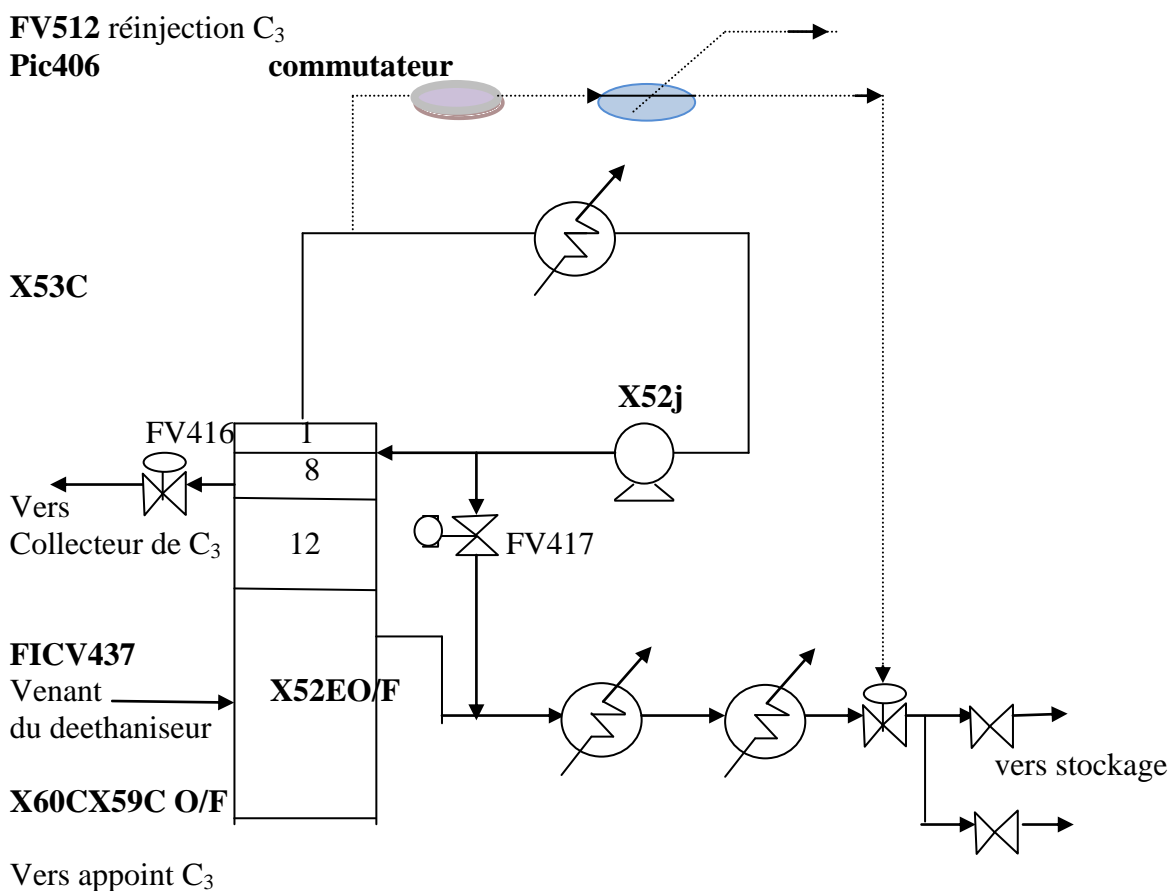 FV512 réinjection C₃
Pic406 commutateur
X53C
X52j
FV416
1
8
Vers
Collecteur de C₃
12
FV417
FICV437
Venant
du deethaniseur
X52EO/F
vers stockage
X60CX59C O/F
Vers appoint C₃